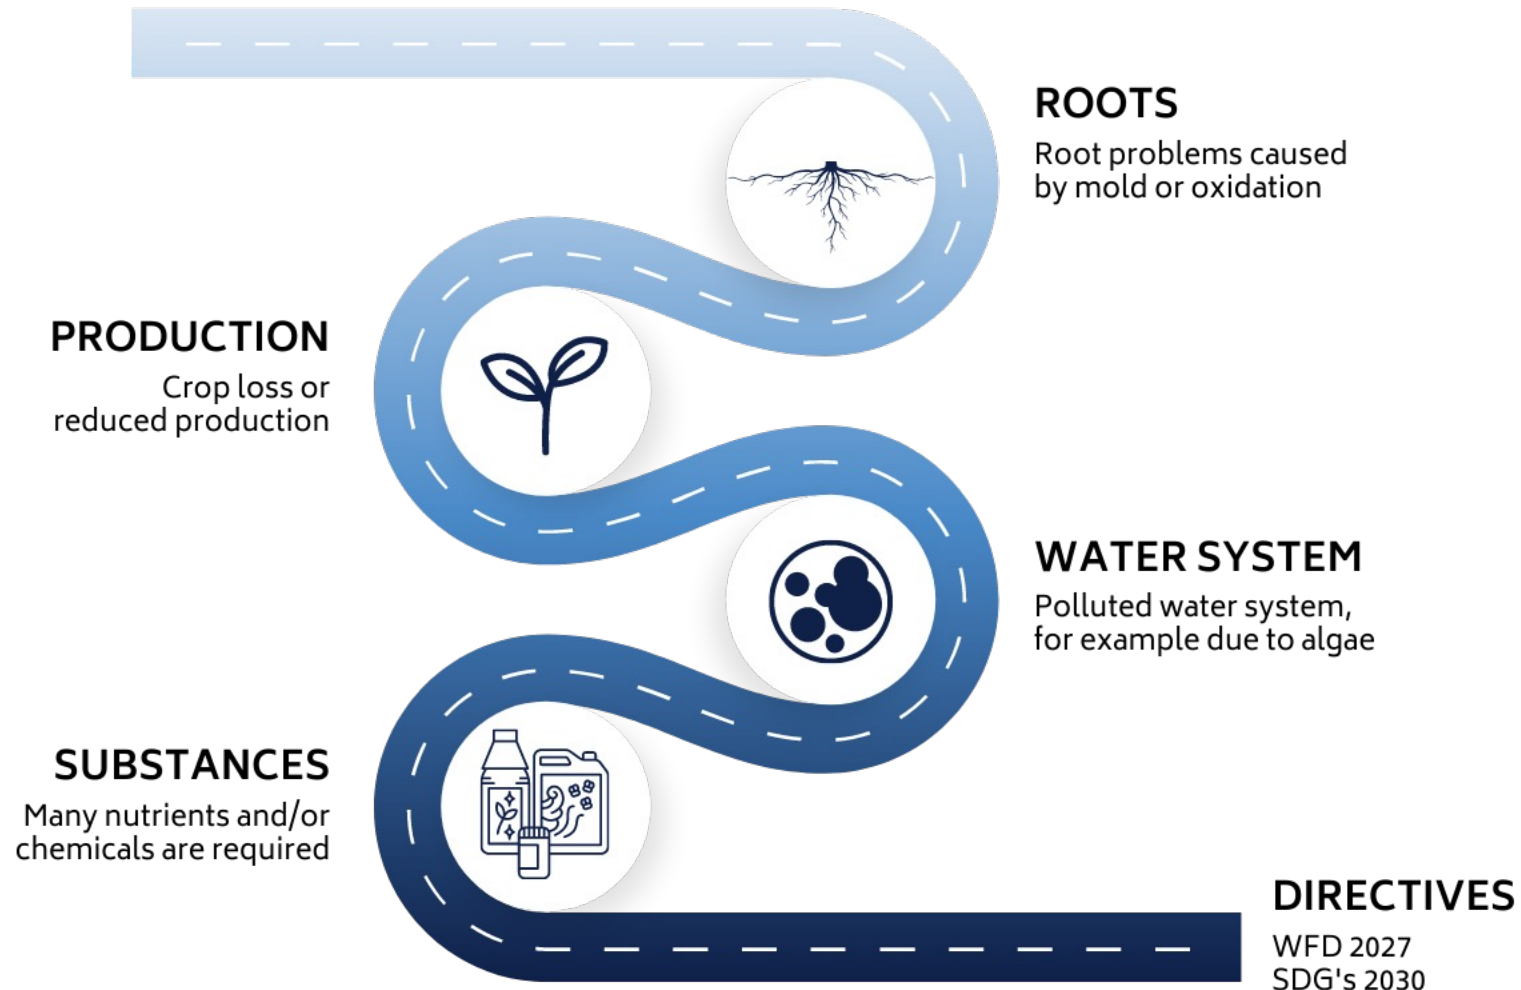 ROOTS
Root problems caused
by mold or oxidation
PRODUCTION
Crop loss or
reduced production
WATER SYSTEM
Polluted water system,
for example due to algae
SUBSTANCES
Many nutrients and/or
chemicals are required
DIRECTIVES
WFD 2027
SDG's 2030